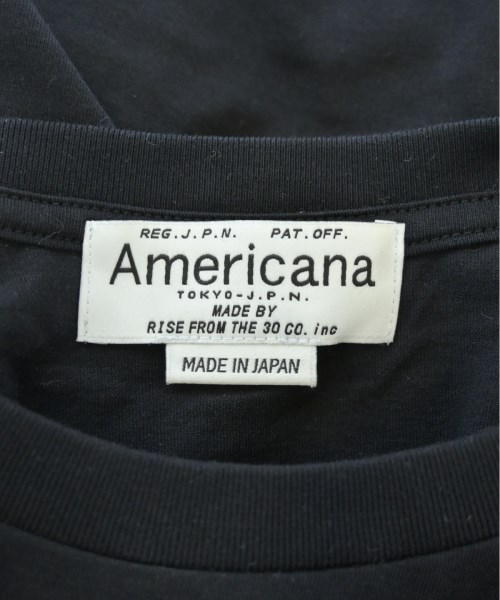 REG.J.P.N. PAT.OFF.
Americana
TOKYO-J.P.N.
MADE BY
RISE FROM THE 30 CO. inc
MADE IN JAPAN